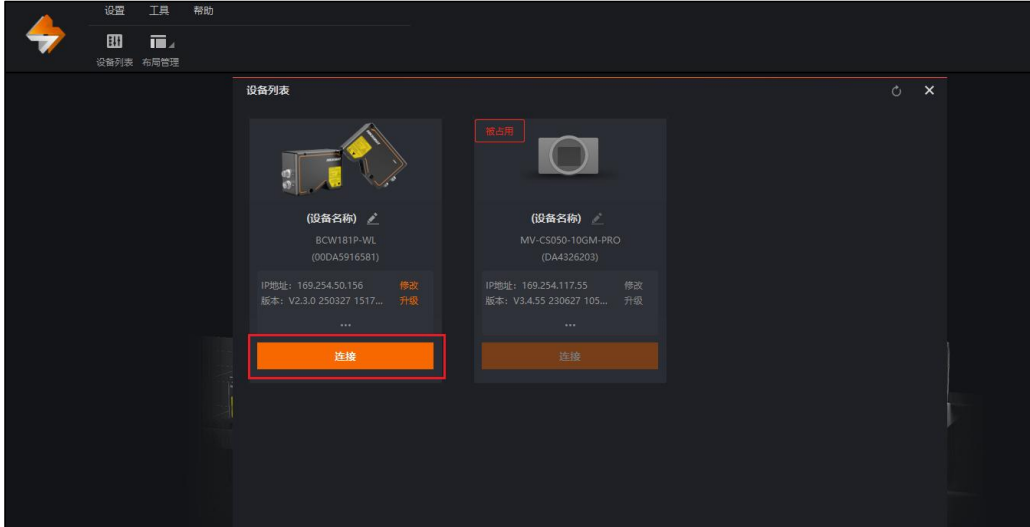 设置 工具 帮助
设备列表 布局管理
设备列表
被占用
(设备名称)
BCW181P-WL
(00DA5916581)
IP地址: 169.254.50.156 修改
版本: V2.3.0 250327 1517... 升级
...
连接
(设备名称)
MV-CS050-10GM-PRO
(DA4326203)
IP地址: 169.254.117.55 修改
版本: V3.4.55 230627 105... 升级
...
连接